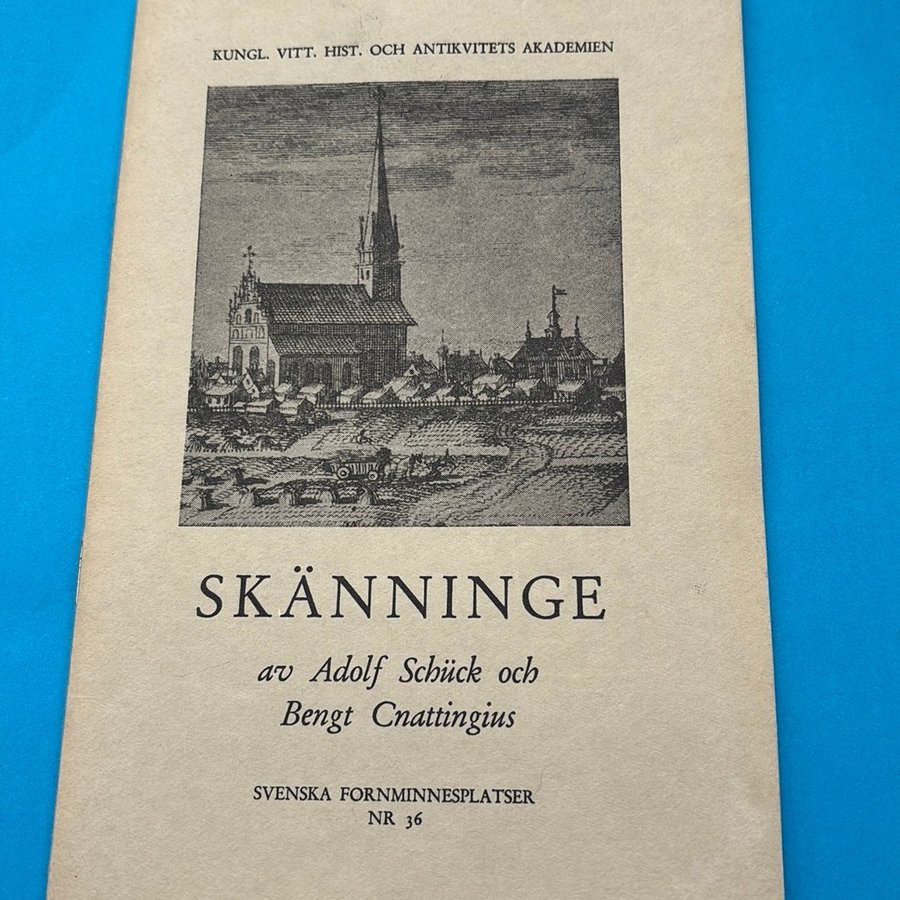 KUNGL. VITT. HIST. OCH ANTIKVITETS AKADEMIEN
SKÄNNINGE
av Adolf Schück och
Bengt Cnattingius
SVENSKA FORNMINNESPLATSER
NR 36